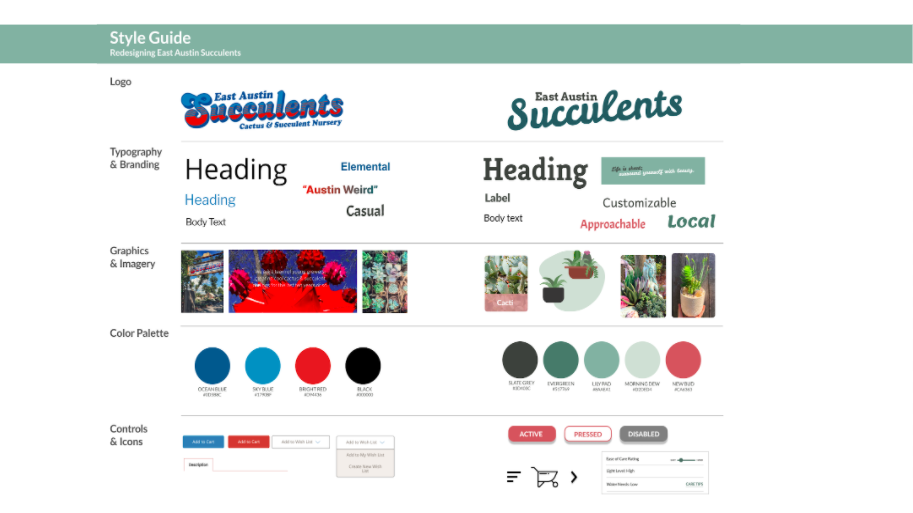 Style Guide
Redesigning East Austin Succulents
Logo
East Austin
Succulents
Cactus & Succulent Nursery
East Austin
Succulents
Typography
& Branding
Heading
Heading
Body Text
Elemental
"Austin Weird"
Casual
Heading
Label
Body text
Life is short,
surround yourself with beauty.
Customizable
Approachable
Local
Graphics
& Imagery
Cacti
Color Palette
OCEAN BLUE
SKY BLUE
BRIGHT RED
BLACK
SLATE GREY
EVERGREEN
LILY PAD
MORNING DEW
NEW BUD
Controls
& Icons
Add to Cart
Add to Cart
Add to Wish List
Add to Wish List
Add to My Wish List
Create New Wish
List
Description
ACTIVE
PRESSED
DISABLED
Ease of Care Rating
Light Level: High
Water Needs: Low
CARE TIPS